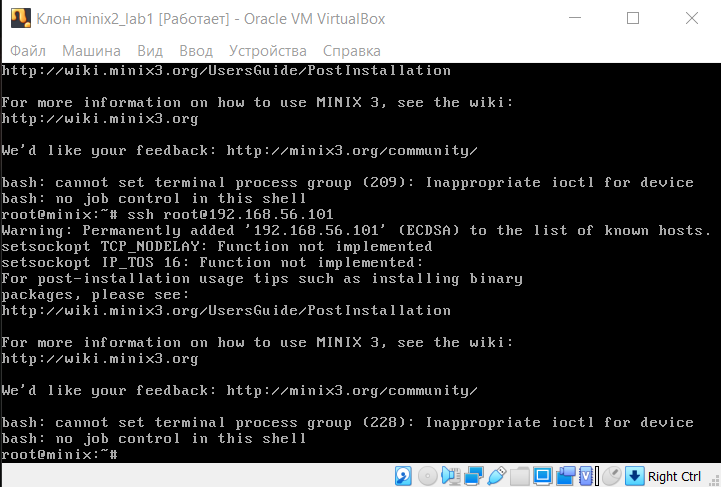 Клон minix2_lab1 [Работает] - Oracle VM VirtualBox
Файл Машина Вид Ввод Устройства Справка
http://wiki.minix3.org/UsersGuide/PostInstallation
For more information on how to use MINIX 3, see the wiki:
http://wiki.minix3.org
We'd like your feedback: http://minix3.org/community/
bash: cannot set terminal process group (209): Inappropriate ioctl for device
bash: no job control in this shell
root@minix:~# ssh root@192.168.56.101
Warning: Permanently added '192.168.56.101' (ECDSA) to the list of known hosts.
setsockopt TCP_NODELAY: Function not implemented
setsockopt IP_TOS 16: Function not implemented:
For post-installation usage tips such as installing binary
packages, please see:
http://wiki.minix3.org/UsersGuide/PostInstallation
For more information on how to use MINIX 3, see the wiki:
http://wiki.minix3.org
We'd like your feedback: http://minix3.org/community/
bash: cannot set terminal process group (228): Inappropriate ioctl for device
bash: no job control in this shell
root@minix:~#
Right Ctrl